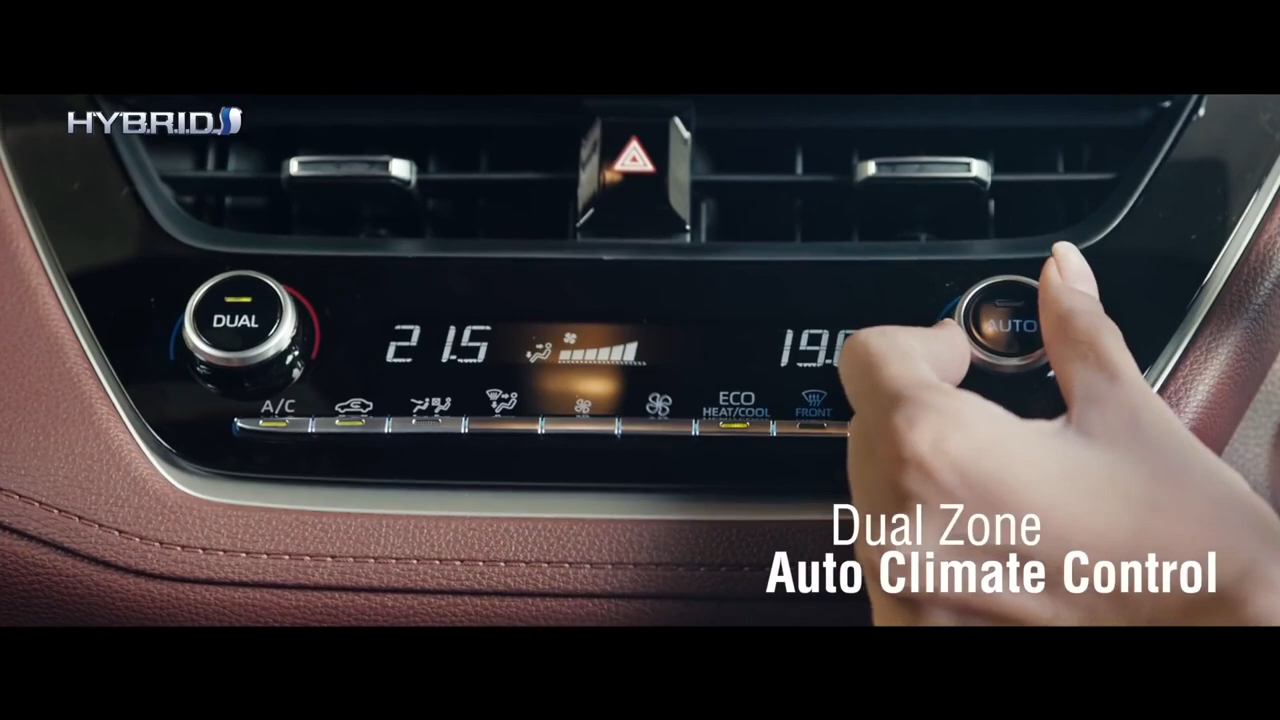 HYBRID
DUAL
21.5
AUTO
A/C
ECO
HEAT/COOL
FRONT
Dual Zone
Auto Climate Control